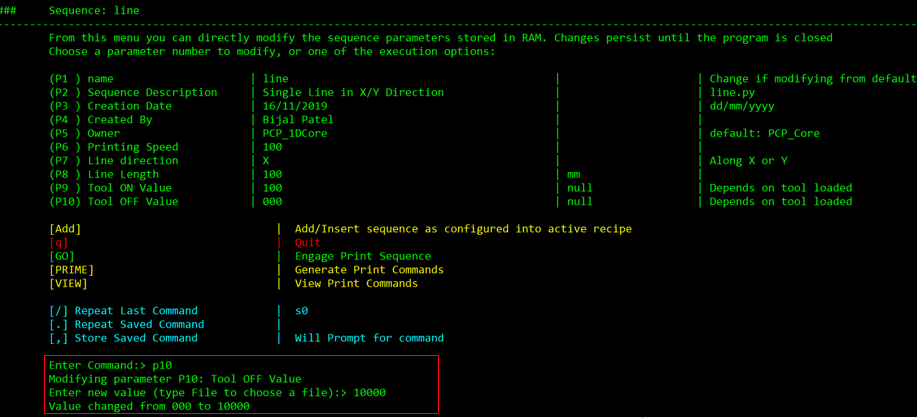 ### Sequence: line
From this menu you can directly modify the sequence parameters stored in RAM. Changes persist until the program is closed
Choose a parameter number to modify, or one of the execution options:
(P1 ) name | line | | Change if modifying from default
(P2 ) Sequence Description | Single Line in X/Y Direction | | line.py
(P3 ) Creation Date | 16/11/2019 | | dd/mm/yyyy
(P4 ) Created By | Bijal Patel | |
(P5 ) Owner | PCP_1DCore | | default: PCP_Core
(P6 ) Printing Speed | 100 | |
(P7 ) Line direction | X | | Along X or Y
(P8 ) Line Length | 100 | mm |
(P9 ) Tool ON Value | 100 | null | Depends on tool loaded
(P10) Tool OFF Value | 000 | null | Depends on tool loaded
[Add] | Add/Insert sequence as configured into active recipe
[q] | Quit
[GO] | Engage Print Sequence
[PRIME] | Generate Print Commands
[VIEW] | View Print Commands
[/] Repeat Last Command | s0
[.] Repeat Saved Command |
[,] Store Saved Command | Will Prompt for command
Enter Command:> p10
Modifying parameter P10: Tool OFF Value
Enter new value (type File to choose a file):> 10000
Value changed from 000 to 10000